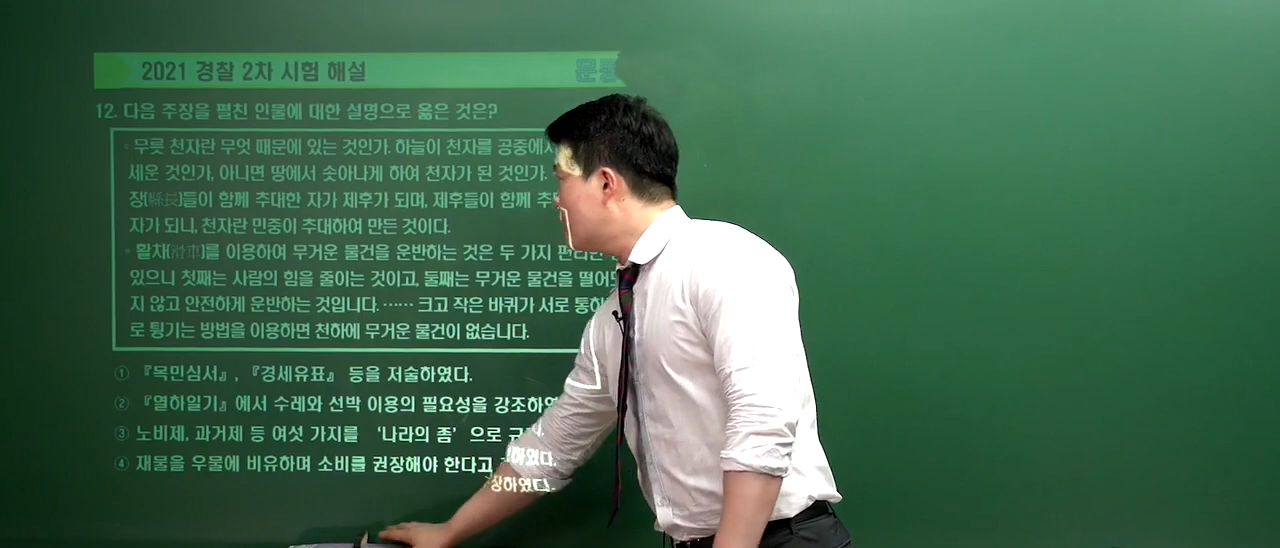 2021 경찰 2차 시험 해설
12. 다음 주장을 펼친 인물에 대한 설명으로 옳은 것은?
◦ 무릇 천자란 무엇 때문에 있는 것인가. 하늘이 천자를 공중에서
세운 것인가, 아니면 땅에서 솟아나게 하여 천자가 된 것인가.
장(縣長)들이 함께 추대한 자가 제후가 되며, 제후들이 함께
자가 되니, 천자란 민중이 추대하여 만든 것이다.
◦ 활차를 이용하여 무거운 물건을 운반하는 것은 두 가지 편리한
있으니 첫째는 사람의 힘을 줄이는 것이고, 둘째는 무거운 물건을
지 않고 안전하게 운반하는 것입니다. …… 크고 작은 바퀴가 서로
로 튕기는 방법을 이용하면 천하에 무거운 물건이 없습니다.
① 『목민심서』, 『경세유표』 등을 저술하였다.
② 『열하일기』에서 수레와 선박 이용의 필요성을
③ 노비제, 과거제 등 여섯 가지를 ‘나라의 좀’으로
④ 재물을 우물에 비유하며 소비를 권장해야 한다고